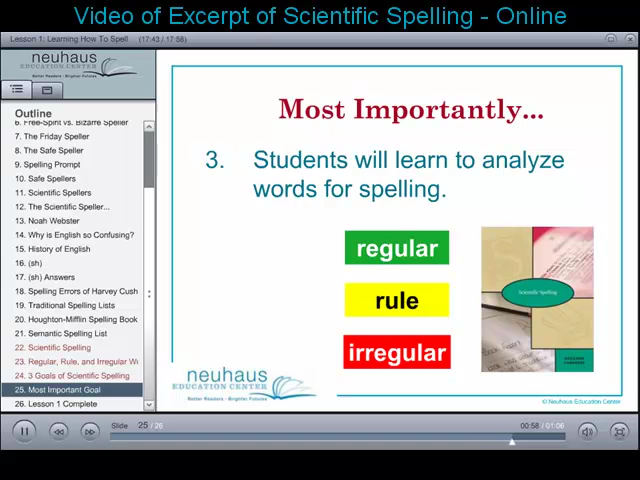 Video of Excerpt of Scientific Spelling - Online
Lesson 1: Learning How To Spell (17:43 / 17:58)
neuhaus
EDUCATION CENTER
Better Readers · Brighter Futures
Outline
6. Free-Spirit vs. Bizarre Speller
7. The Friday Speller
8. The Safe Speller
9. Spelling Prompt
10. Safe Spellers
11. Scientific Spellers
12. The Scientific Speller...
13. Noah Webster
14. Why is English so Confusing?
15. History of English
16. (sh)
17. (sh) Answers
18. Spelling Errors of Harvey Cush
19. Traditional Spelling Lists
20. Houghton-Mifflin Spelling Book
21. Semantic Spelling List
22. Scientific Spelling
23. Regular, Rule, and Irregular Wo
24. 3 Goals of Scientific Spelling
25. Most Important Goal
26. Lesson 1 Complete
Most Importantly...
3. Students will learn to analyze
words for spelling.
regular
rule
irregular
Scientific Spelling
neuhaus
EDUCATION CENTER
Better Readers · Brighter Futures
© Neuhaus Education Center
Slide 25 / 26
00:58 / 01:06